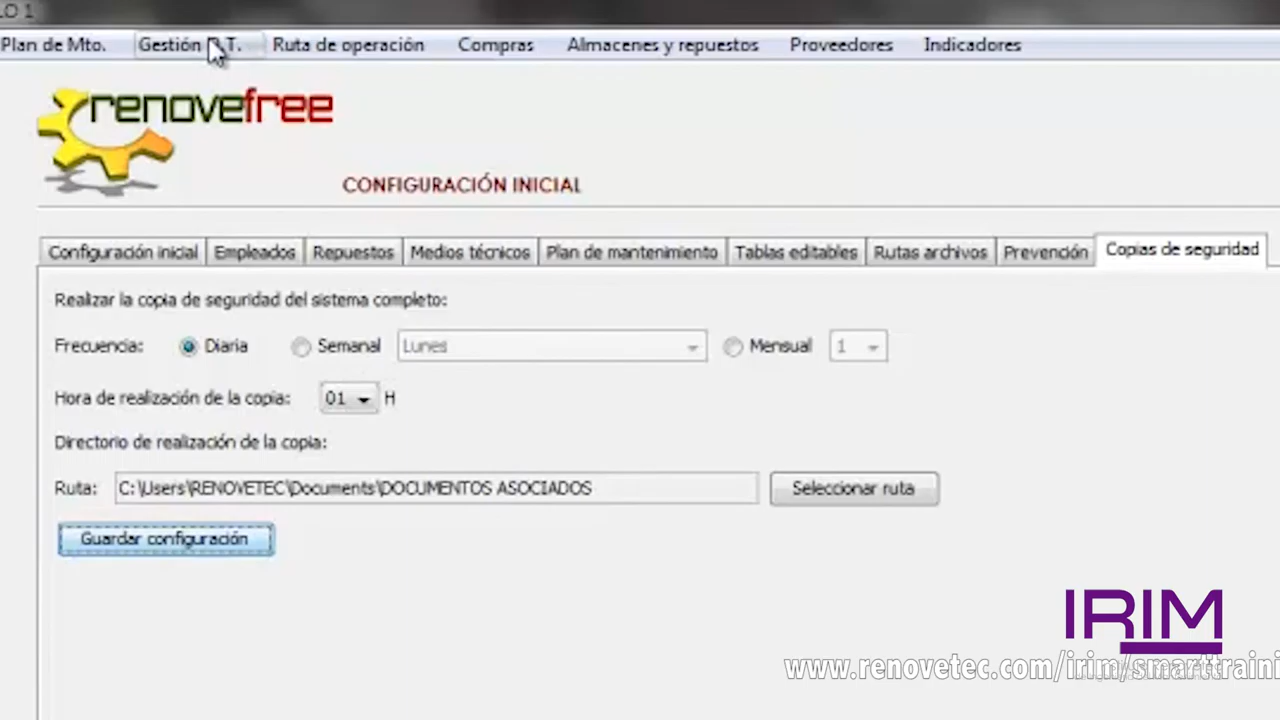 LO 1
Plan de Mto. Gestión O.T. Ruta de operación Compras Almacenes y repuestos Proveedores Indicadores
renovefree
CONFIGURACIÓN INICIAL
Configuración inicial Empleados Repuestos Medios técnicos Plan de mantenimiento Tablas editables Rutas archivos Prevención Copias de seguridad
Realizar la copia de seguridad del sistema completo:
Frecuencia: Diaria Semanal Lunes Mensual 1
Hora de realización de la copia: 01 H
Directorio de realización de la copia:
Ruta: C:\Users\RENOVETEC\Documents\DOCUMENTOS ASOCIADOS Seleccionar ruta
Guardar configuración
IRIM
www.renovetec.com/irim/smarttraini